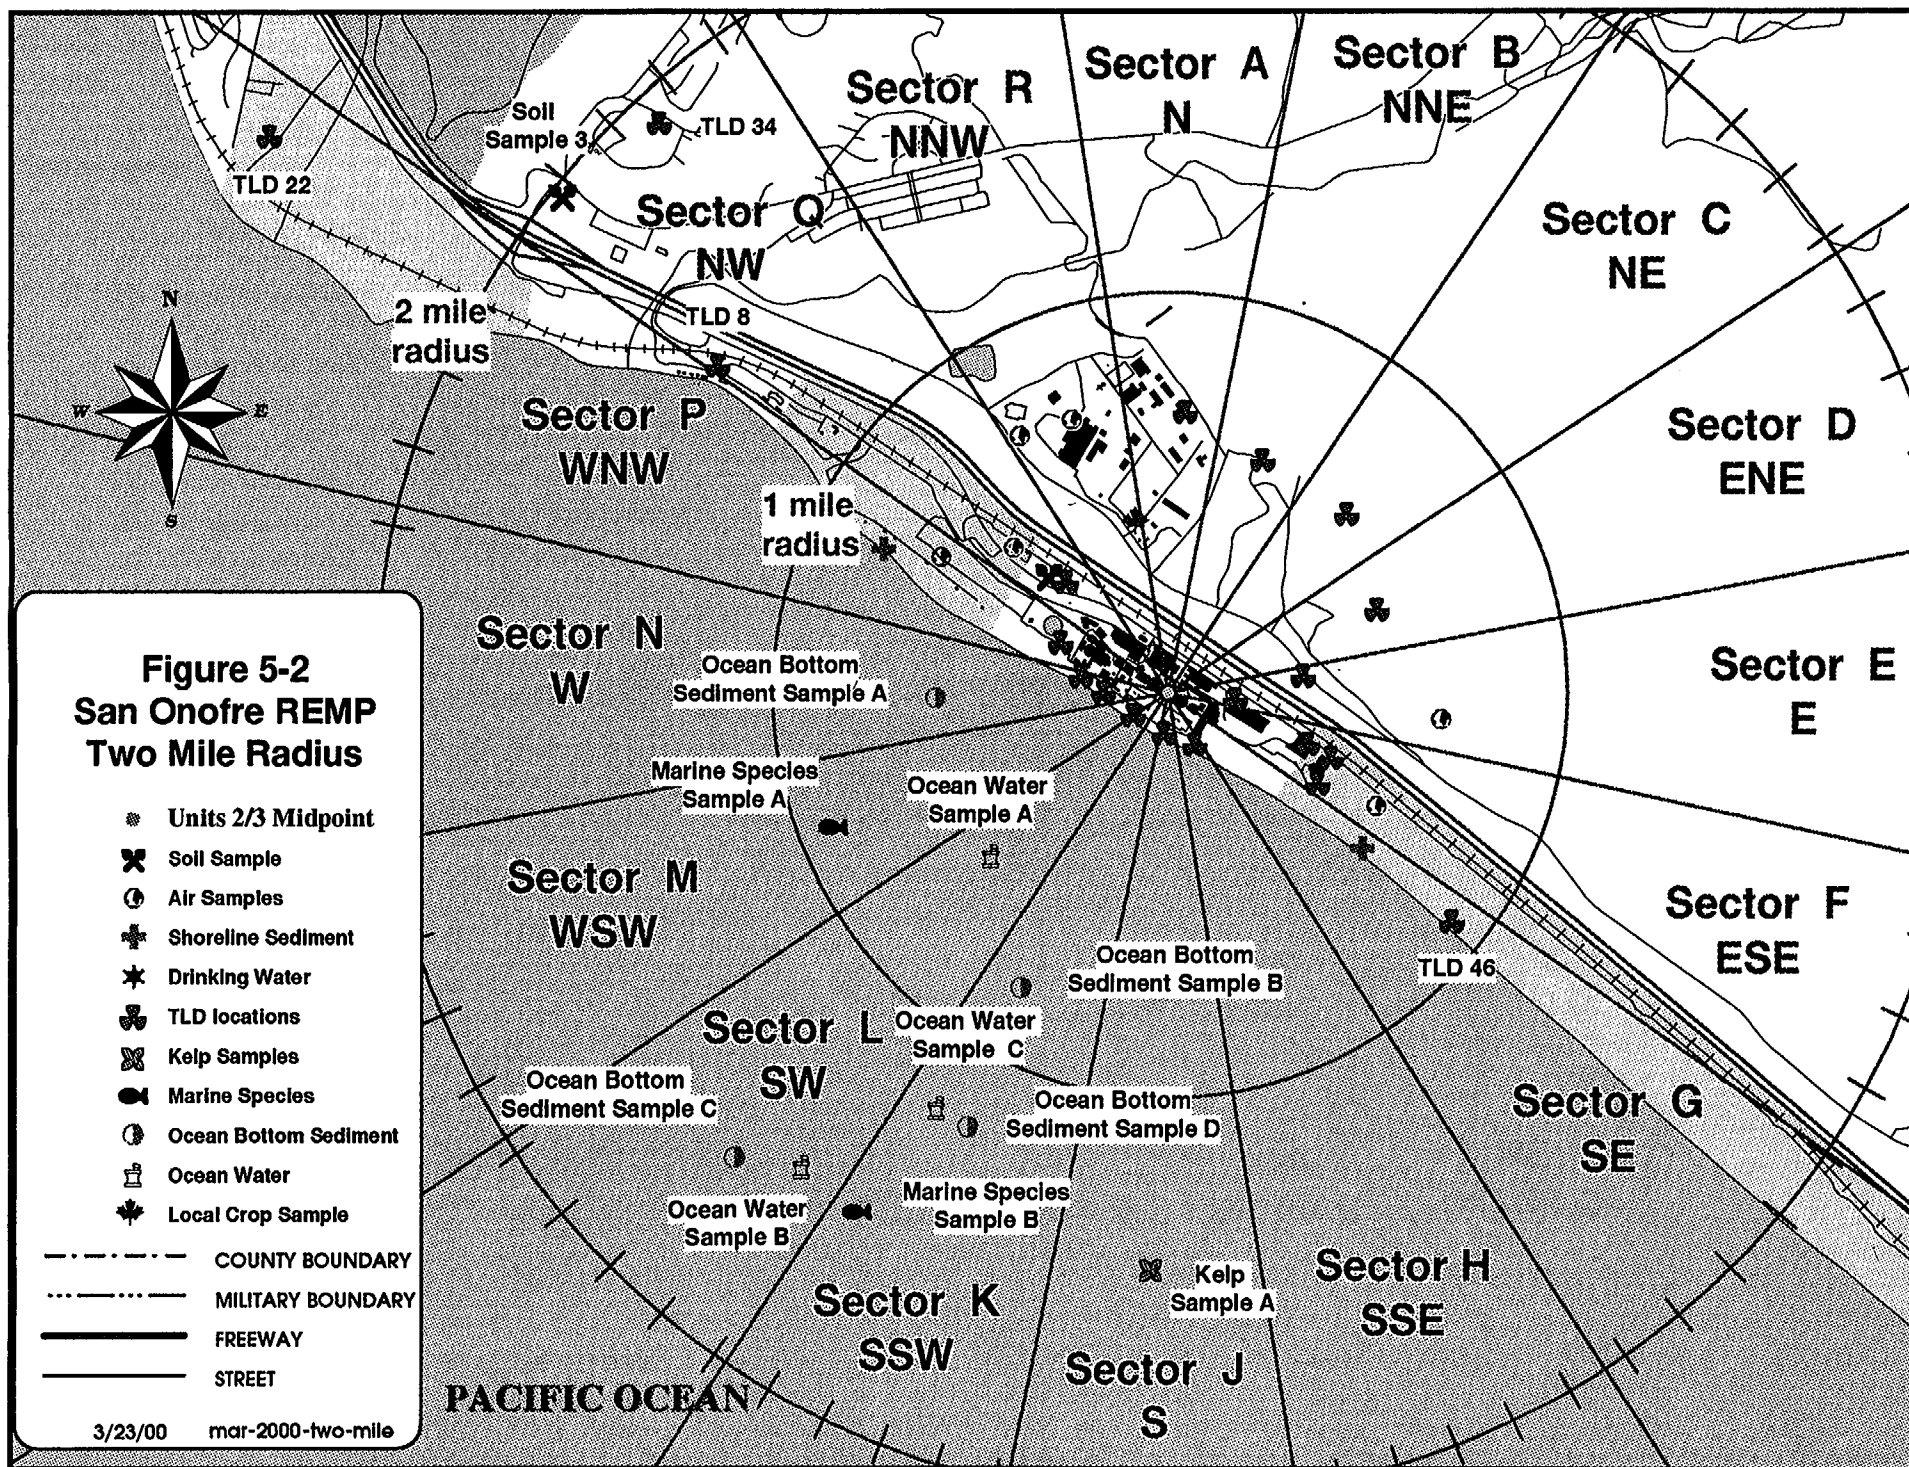 Sector A
N
Sector B
NNE
Sector R
NNW
Soil
Sample 3
TLD 34
TLD 22
Sector Q
NW
Sector C
NE
2 mile
radius
TLD 8
N
W
E
S
Sector P
WNW
Sector D
ENE
1 mile
radius
Sector N
W
Ocean Bottom
Sediment Sample A
Sector E
E
Marine Species
Sample A
Ocean Water
Sample A
Sector M
WSW
Sector F
ESE
Ocean Bottom
Sediment Sample B
TLD 46
Sector L
SW
Ocean Water
Sample C
Ocean Bottom
Sediment Sample C
Ocean Bottom
Sediment Sample D
Sector G
SE
Ocean Water
Sample B
Marine Species
Sample B
Kelp
Sample A
Sector H
SSE
Sector K
SSW
Sector J
S
PACIFIC OCEAN
Figure 5-2
San Onofre REMP
Two Mile Radius
Units 2/3 Midpoint
Soil Sample
Air Samples
Shoreline Sediment
Drinking Water
TLD locations
Kelp Samples
Marine Species
Ocean Bottom Sediment
Ocean Water
Local Crop Sample
COUNTY BOUNDARY
MILITARY BOUNDARY
FREEWAY
STREET
3/23/00 mar-2000-two-mile